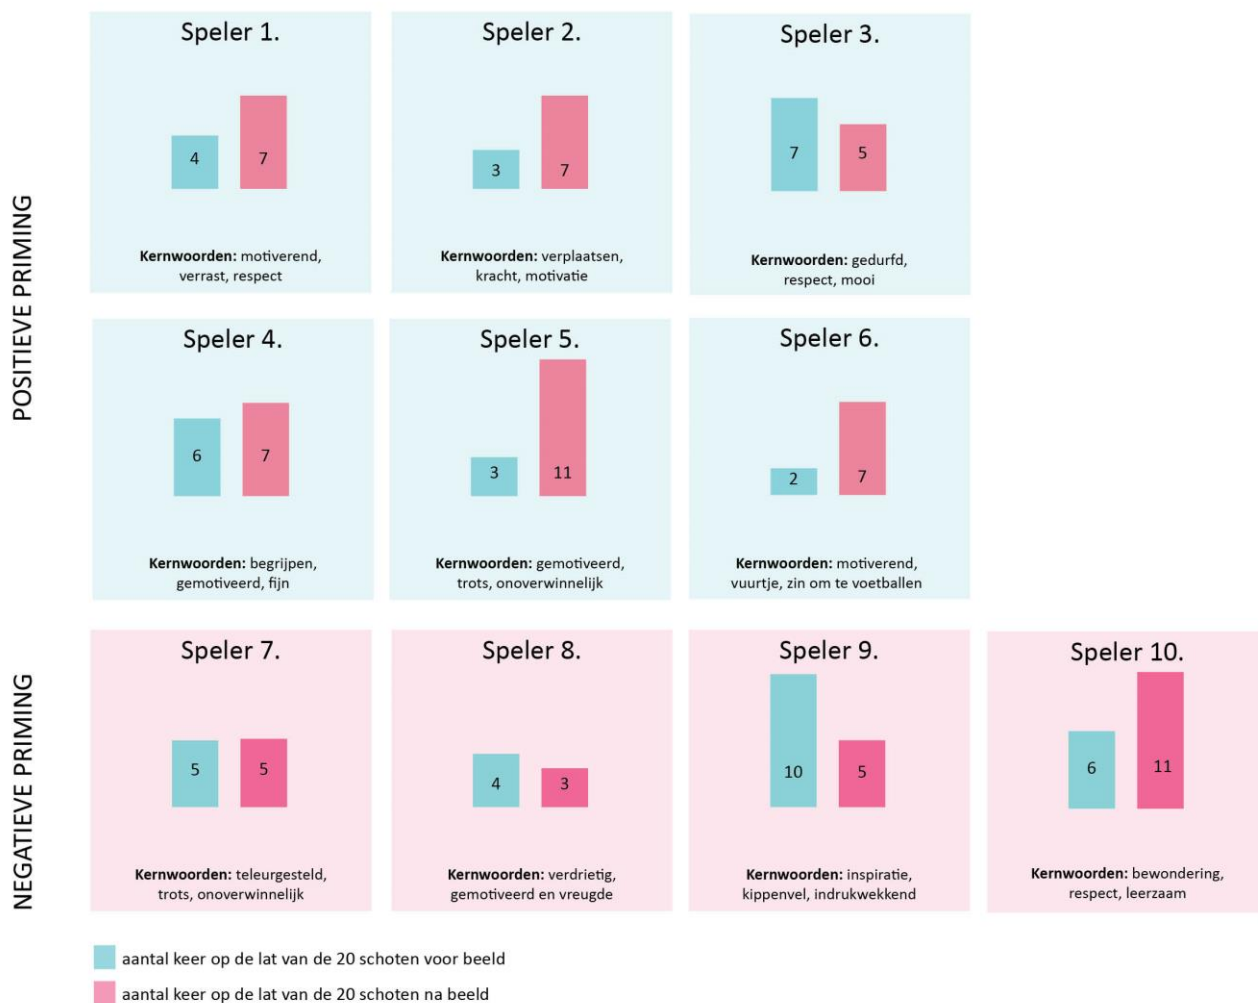 POSITIEVE PRIMING
Speler 1.
4
7
Kernwoorden: motiverend,
verrast, respect
Speler 2.
3
7
Kernwoorden: verplaatsen,
kracht, motivatie
Speler 3.
7
5
Kernwoorden: gedurfd,
respect, mooi
Speler 4.
6
7
Kernwoorden: begrijpen,
gemotiveerd, fijn
Speler 5.
3
11
Kernwoorden: gemotiveerd,
trots, onoverwinnelijk
Speler 6.
2
7
Kernwoorden: motiverend,
vuurtje, zin om te voetballen
NEGATIEVE PRIMING
Speler 7.
5
5
Kernwoorden: teleurgesteld,
trots, onoverwinnelijk
Speler 8.
4
3
Kernwoorden: verdrietig,
gemotiveerd en vreugde
Speler 9.
10
5
Kernwoorden: inspiratie,
kippenvel, indrukwekkend
Speler 10.
6
11
Kernwoorden: bewondering,
respect, leerzaam
aantal keer op de lat van de 20 schoten voor beeld
aantal keer op de lat van de 20 schoten na beeld